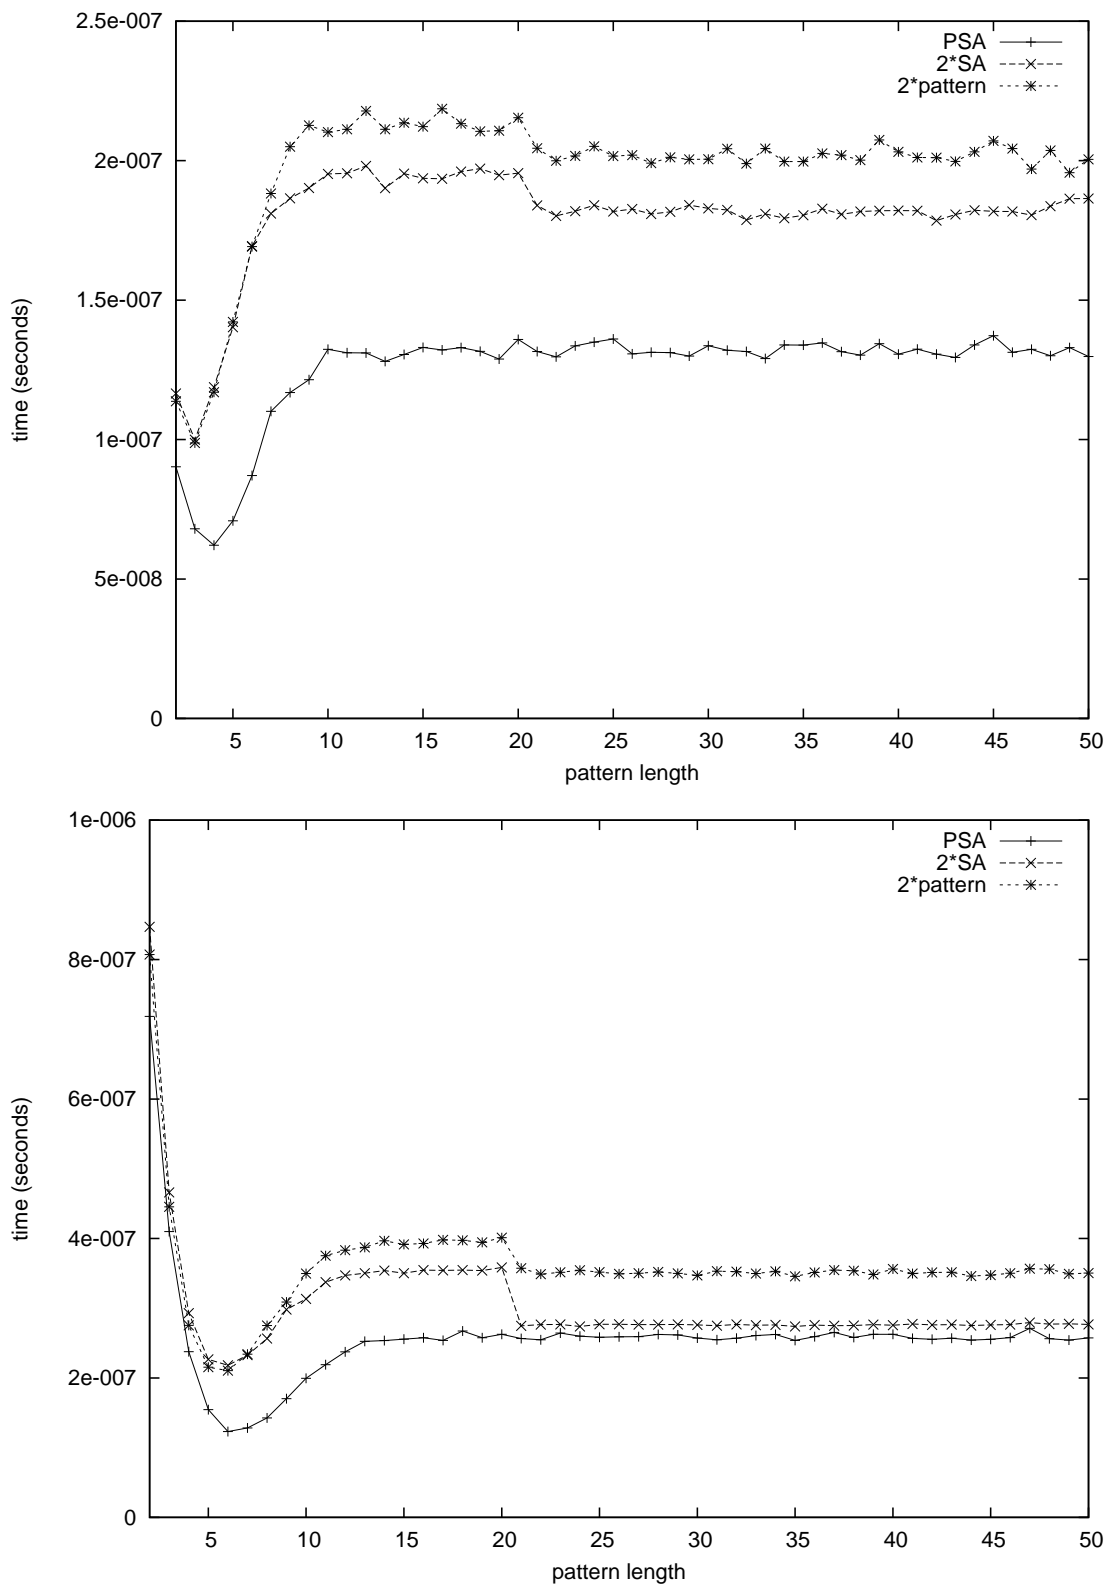 2.5e-007
2e-007
1.5e-007
1e-007
5e-008
0
time (seconds)
PSA
2*SA
2*pattern
5 10 15 20 25 30 35 40 45 50
pattern length
1e-006
8e-007
6e-007
4e-007
2e-007
0
time (seconds)
PSA
2*SA
2*pattern
5 10 15 20 25 30 35 40 45 50
pattern length